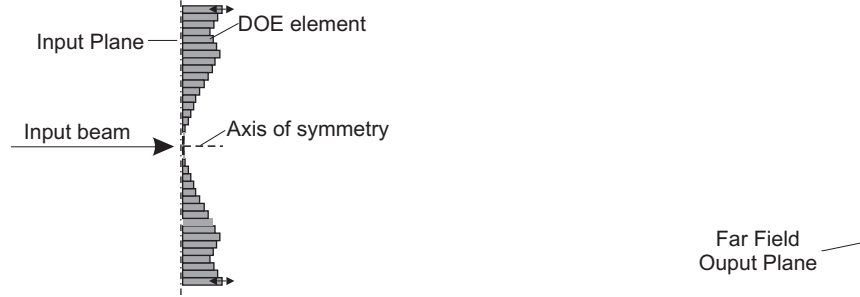 DOE element
Input Plane
Input beam
Axis of symmetry
Far Field
Ouput Plane